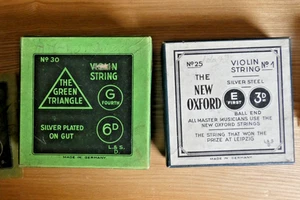 Nº 30
VIOLIN
STRING
THE
GREEN
TRIANGLE
G
FOURTH
SILVER PLATED
ON GUT
6D
L.& S.
D.
MADE IN GERMANY
Nº 25
VIOLIN
STRING Nº 1
SILVER STEEL
THE
NEW
OXFORD
E
FIRST
3D
BALL END
ALL MASTER MUSICIANS USE THE
NEW OXFORD STRINGS
THE STRING THAT WON THE
PRIZE AT LEIPZIG
MADE IN GERMANY